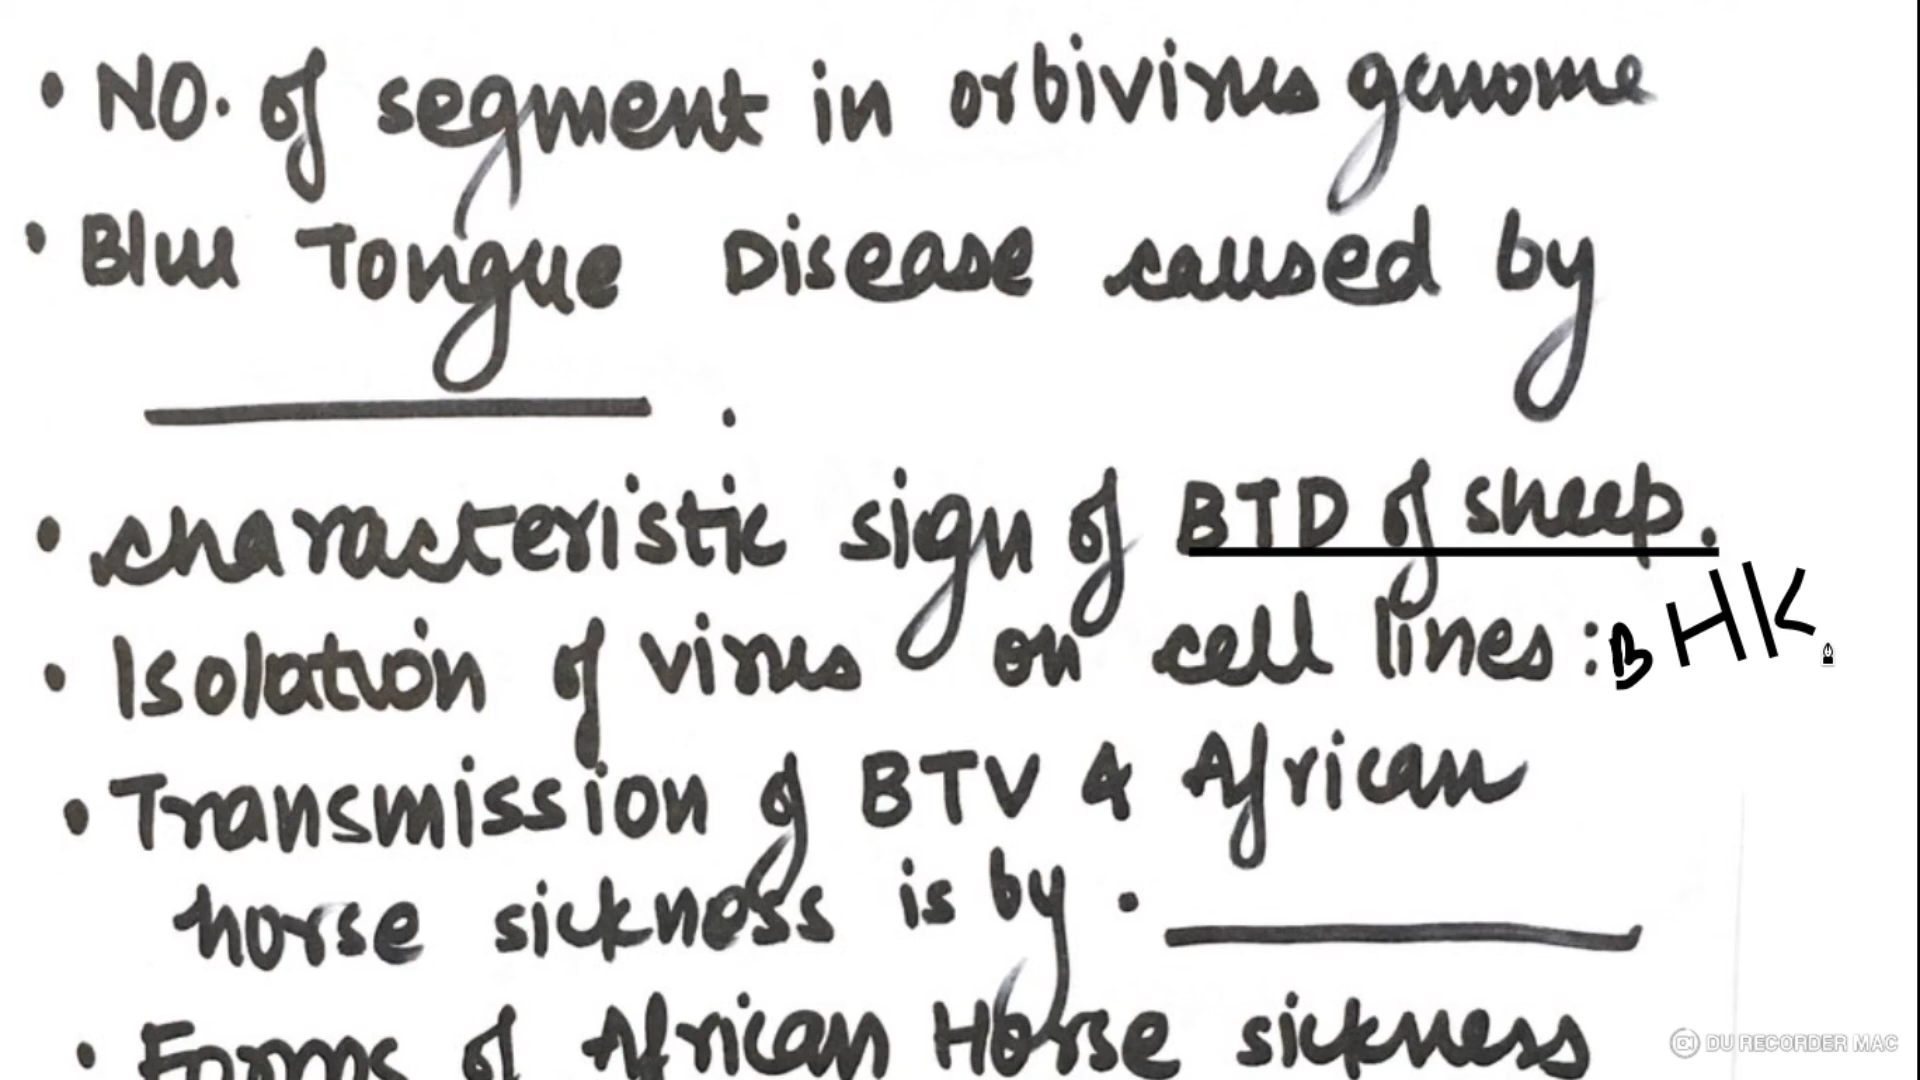 • NO. of segment in orbivirus genome
• Blue Tongue Disease caused by
__________ .
• characteristic sign of BTD of sheep.
• Isolation of virus on cell lines: BHK.
• Transmission of BTV & African
horse sickness is by . __________
• Forms of African Horse sickness
DU RECORDER MAC